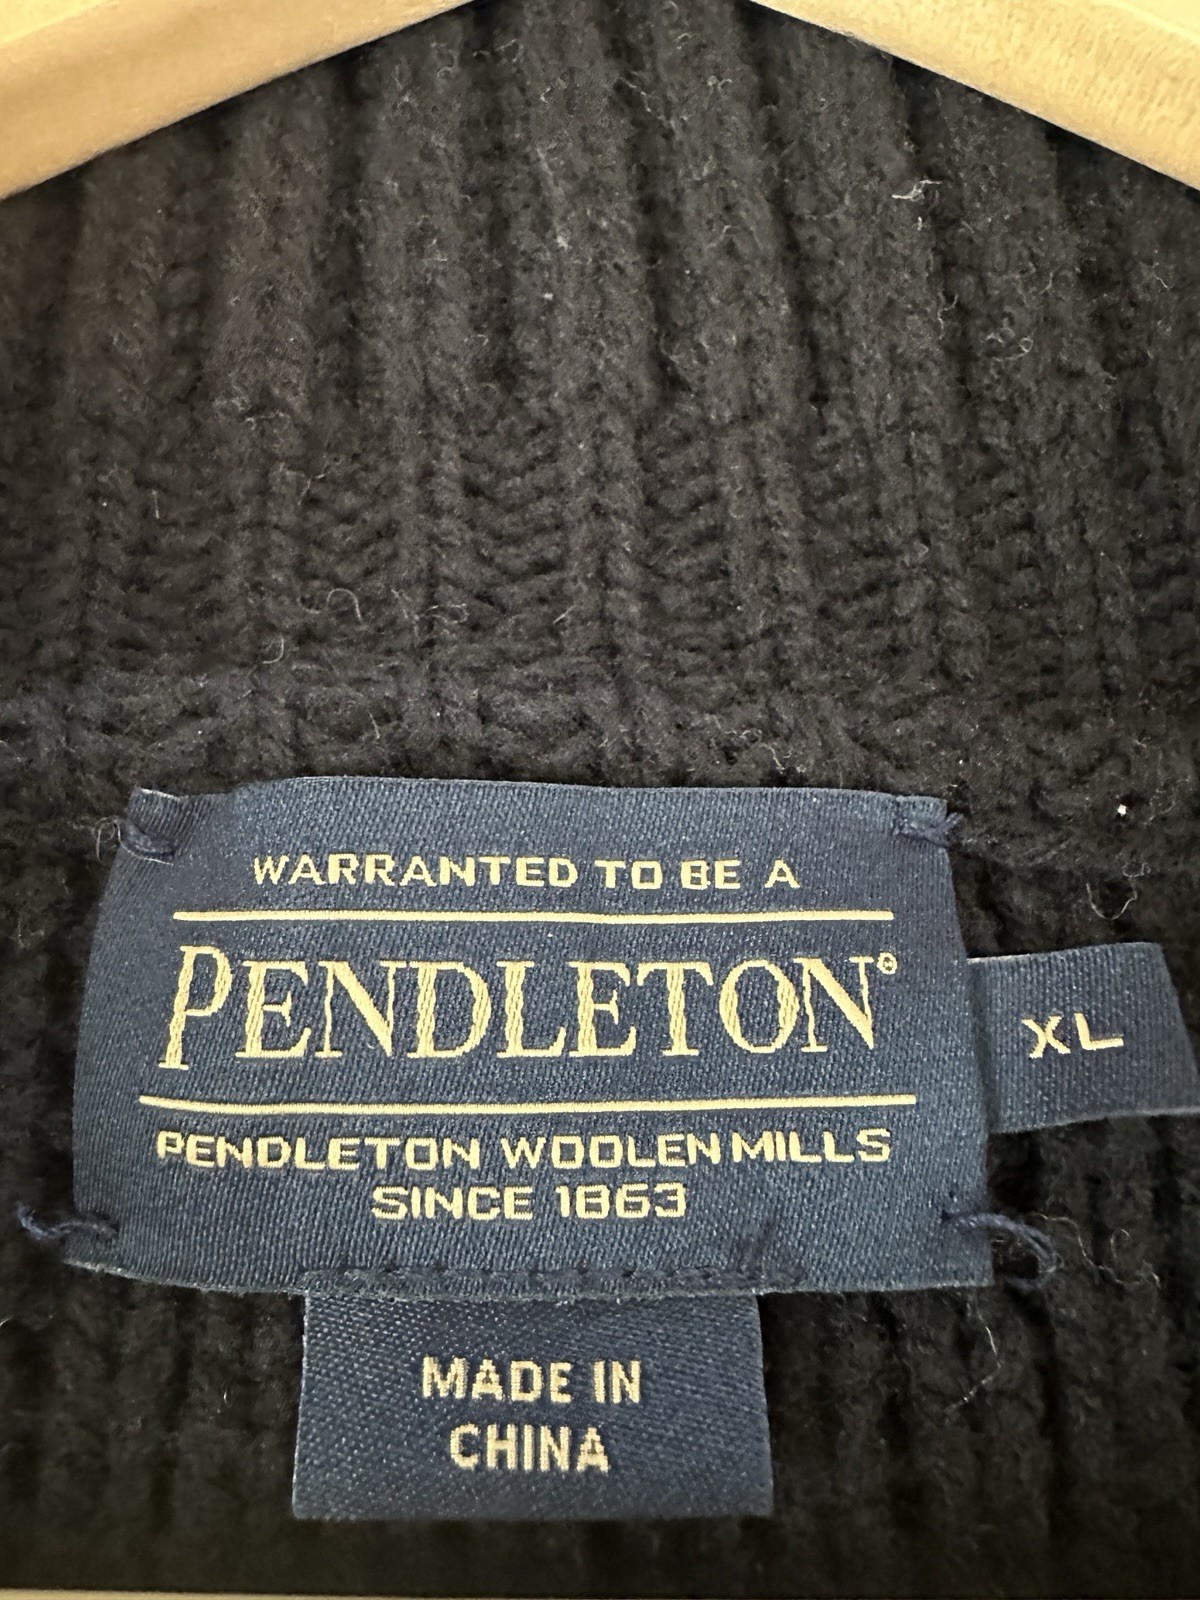 WARRANTED TO BE A
PENDLETON®
PENDLETON WOOLEN MILLS
SINCE 1863
XL
MADE IN
CHINA